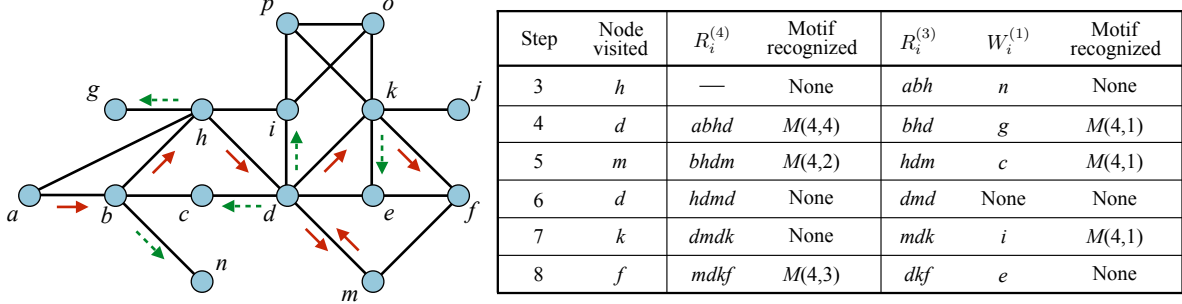 p o
g h i k j
a b c d e f
n m
Step Node visited R_i^{(4)} Motif recognized R_i^{(3)} W_i^{(1)} Motif recognized
3 h — None abh n None
4 d abhd M(4,4) bhd g M(4,1)
5 m bhdm M(4,2) hdm c M(4,1)
6 d hdmd None dmd None None
7 k dmdk None mdk i M(4,1)
8 f mdkf M(4,3) dkf e None